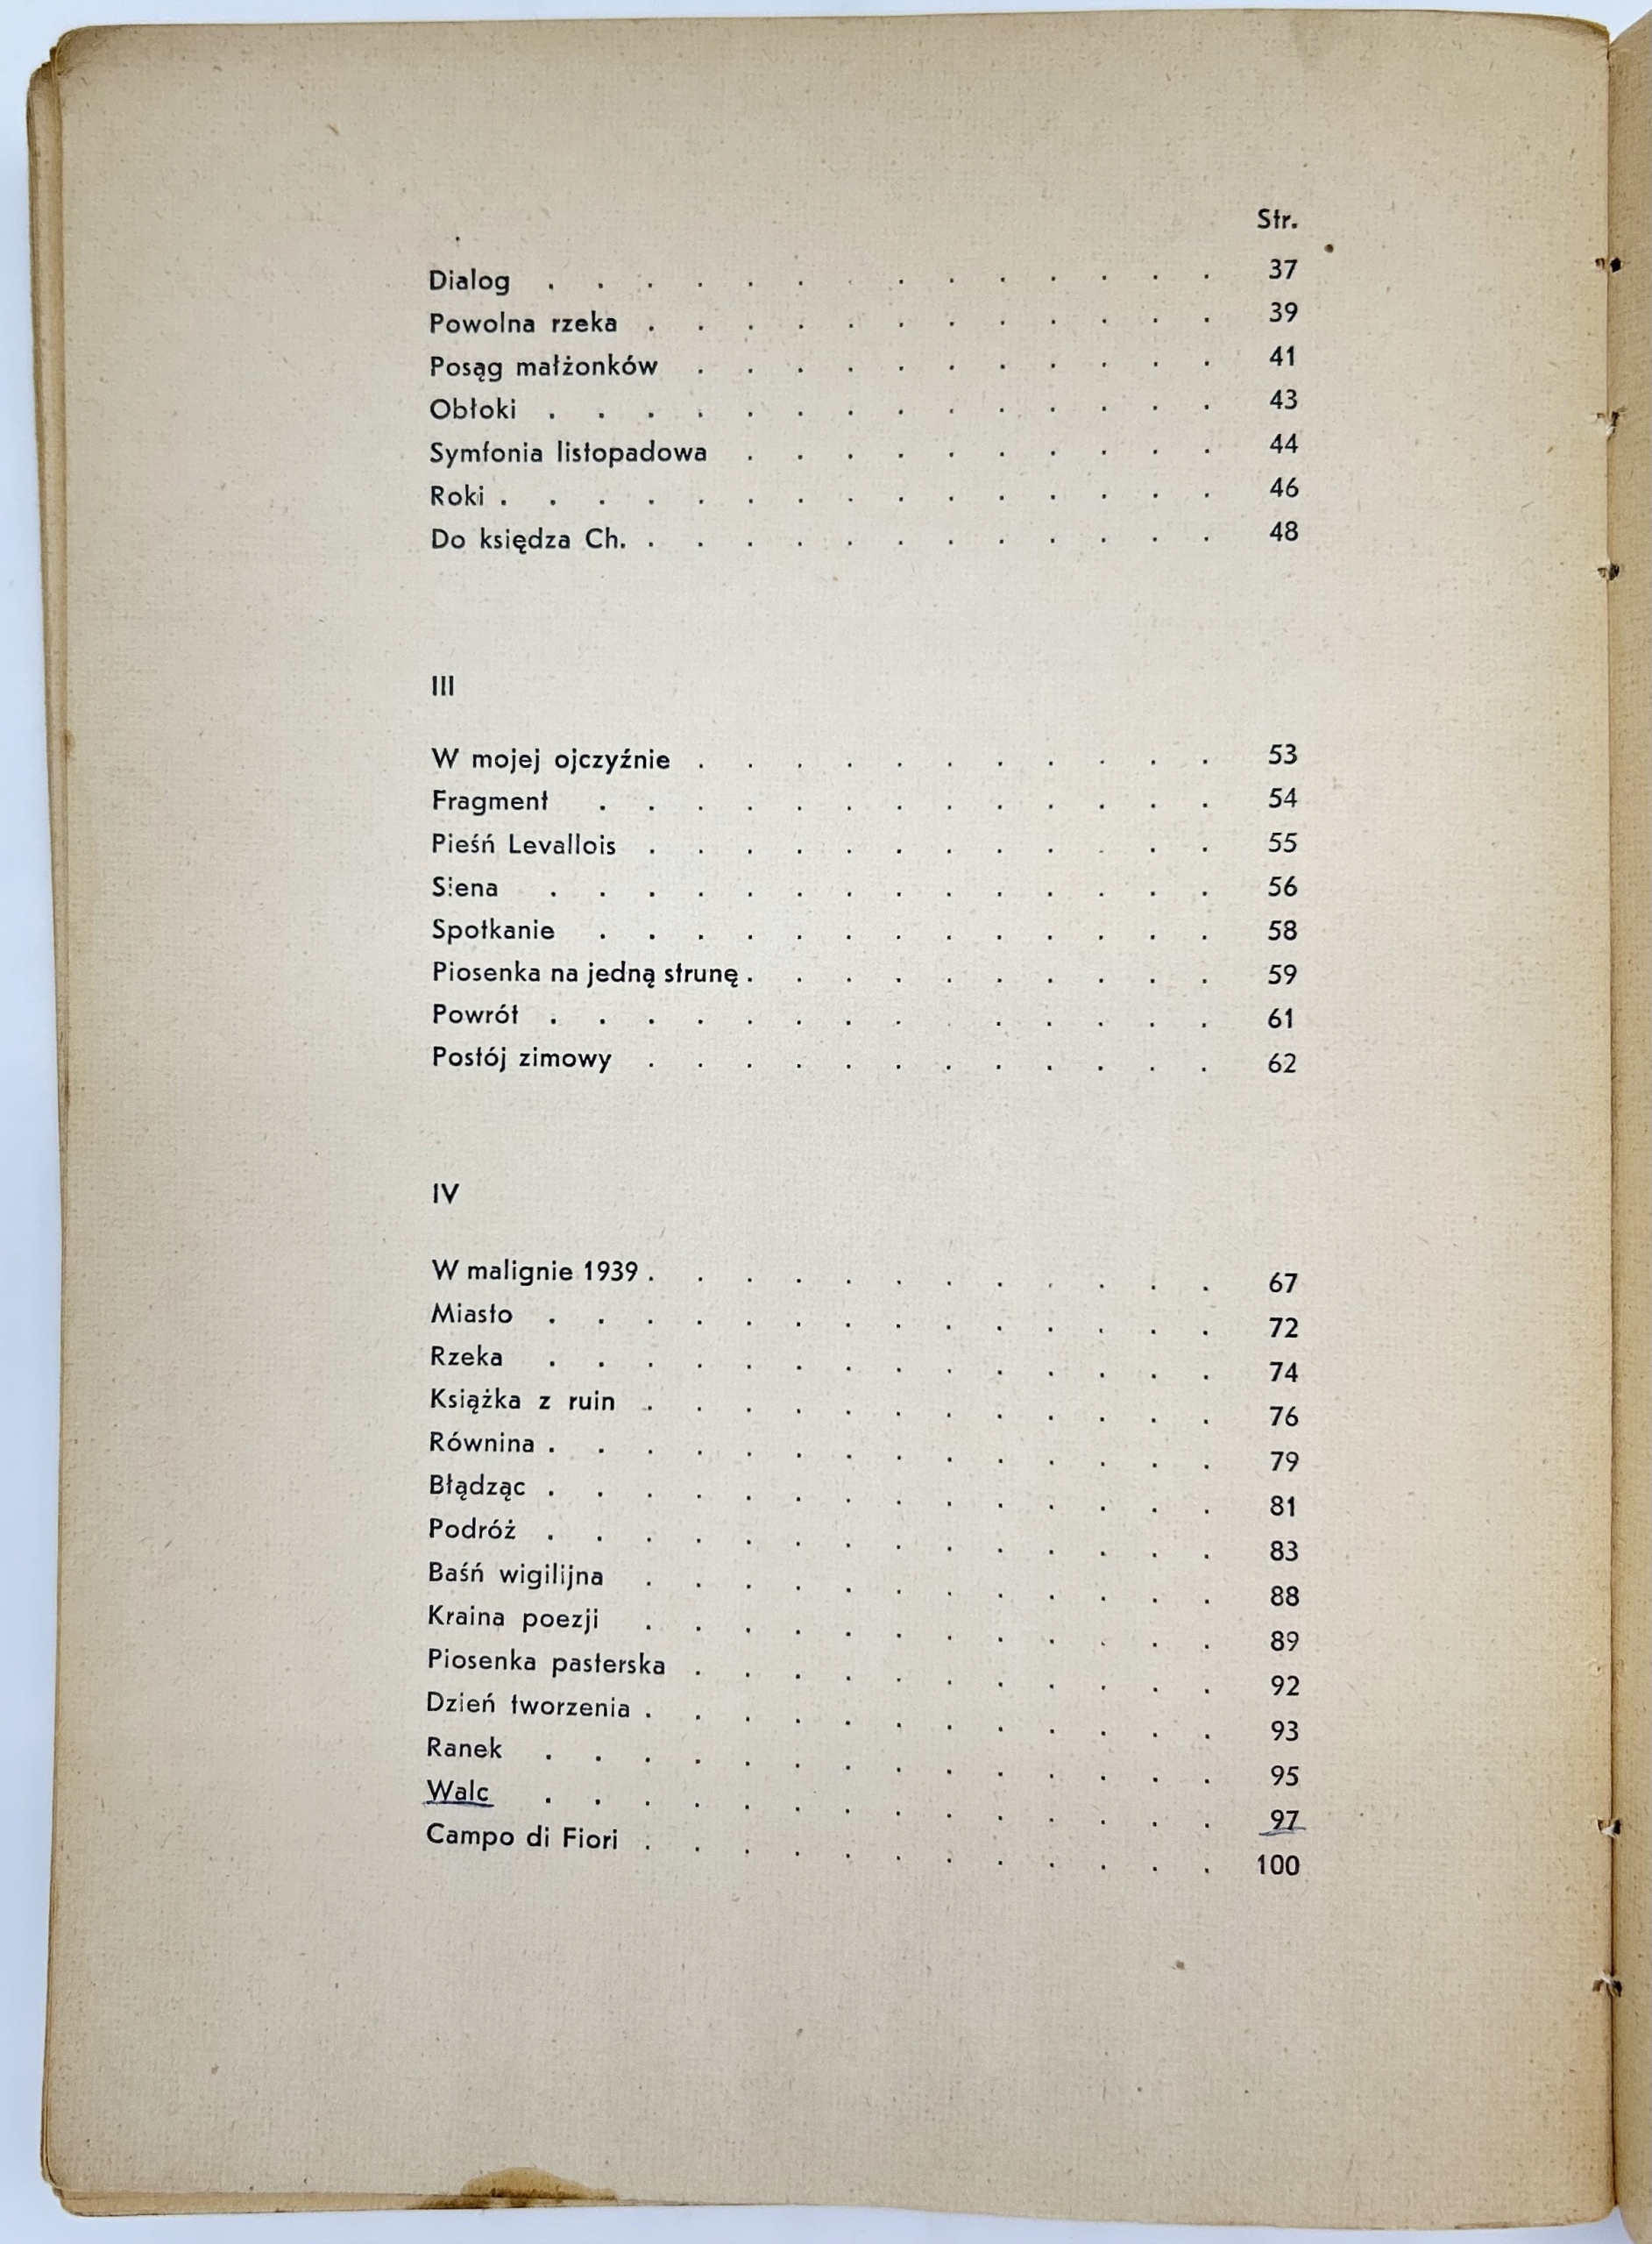 Str.
Dialog . . . . . . . . . . . . . . 37
Powolna rzeka . . . . . . . . . . . . 39
Posąg małżonków . . . . . . . . . . . 41
Obłoki . . . . . . . . . . . . . . 43
Symfonia listopadowa . . . . . . . . . . 44
Roki . . . . . . . . . . . . . . . 46
Do księdza Ch. . . . . . . . . . . . . 48
III
W mojej ojczyźnie . . . . . . . . . . . 53
Fragment . . . . . . . . . . . . . 54
Pieśń Levallois . . . . . . . . . . . . 55
Siena . . . . . . . . . . . . . . 56
Spotkanie . . . . . . . . . . . . . 58
Piosenka na jedną strunę . . . . . . . . . . 59
Powrót . . . . . . . . . . . . . . 61
Postój zimowy . . . . . . . . . . . . 62
IV
W malignie 1939 . . . . . . . . . . . . 67
Miasto . . . . . . . . . . . . . . 72
Rzeka . . . . . . . . . . . . . . 74
Książka z ruin . . . . . . . . . . . . 76
Równina . . . . . . . . . . . . . . 79
Błądząc . . . . . . . . . . . . . . 81
Podróż . . . . . . . . . . . . . . 83
Baśń wigilijna . . . . . . . . . . . . 88
Kraina poezji . . . . . . . . . . . . 89
Piosenka pasterska . . . . . . . . . . . 92
Dzień tworzenia . . . . . . . . . . . . 93
Ranek . . . . . . . . . . . . . . 95
Walc . . . . . . . . . . . . . . 97
Campo di Fiori . . . . . . . . . . . . 100